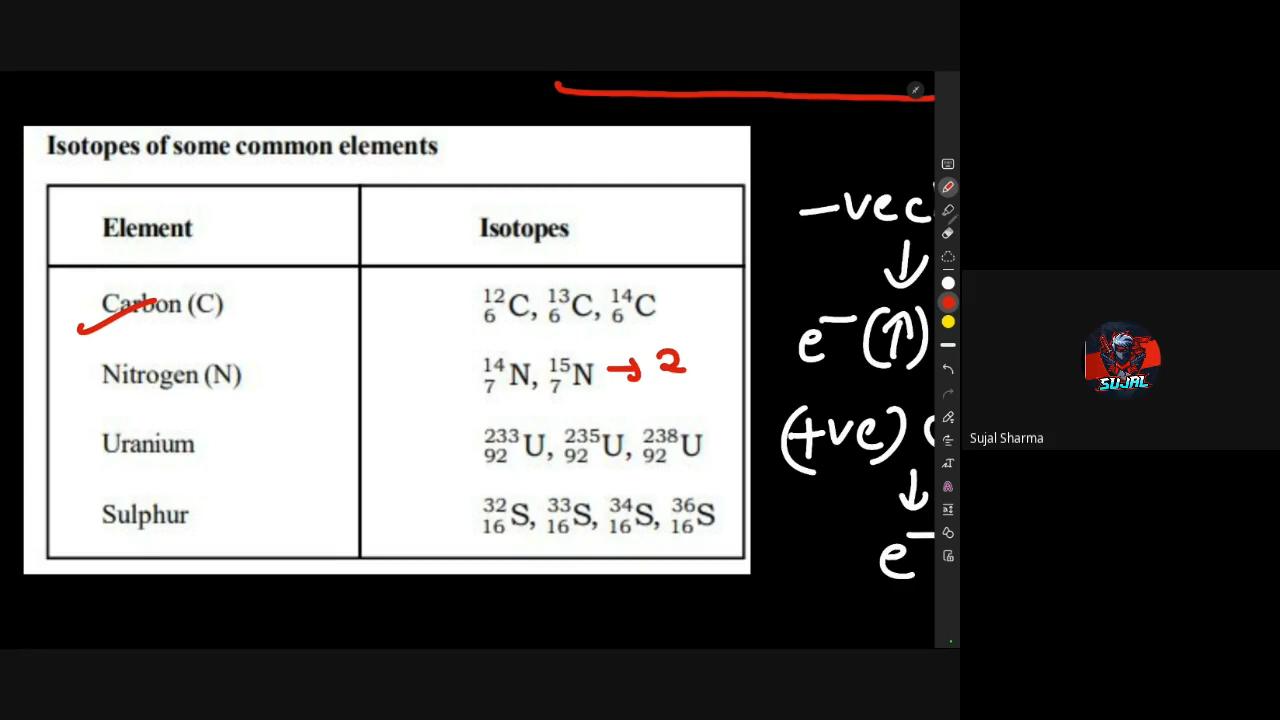 Isotopes of some common elements
Element Isotopes
Carbon (C) ¹²₆C, ¹³₆C, ¹⁴₆C
Nitrogen (N) ¹⁴₇N, ¹⁵₇N → 2
Uranium ²³³₉₂U, ²³⁵₉₂U, ²³⁸₉₂U
Sulphur ³²₁₆S, ³³₁₆S, ³⁴₁₆S, ³⁶₁₆S
–ve c
↓
e⁻ (↑)
(+ve)
↓
e⁻
SUJAL
Sujal Sharma